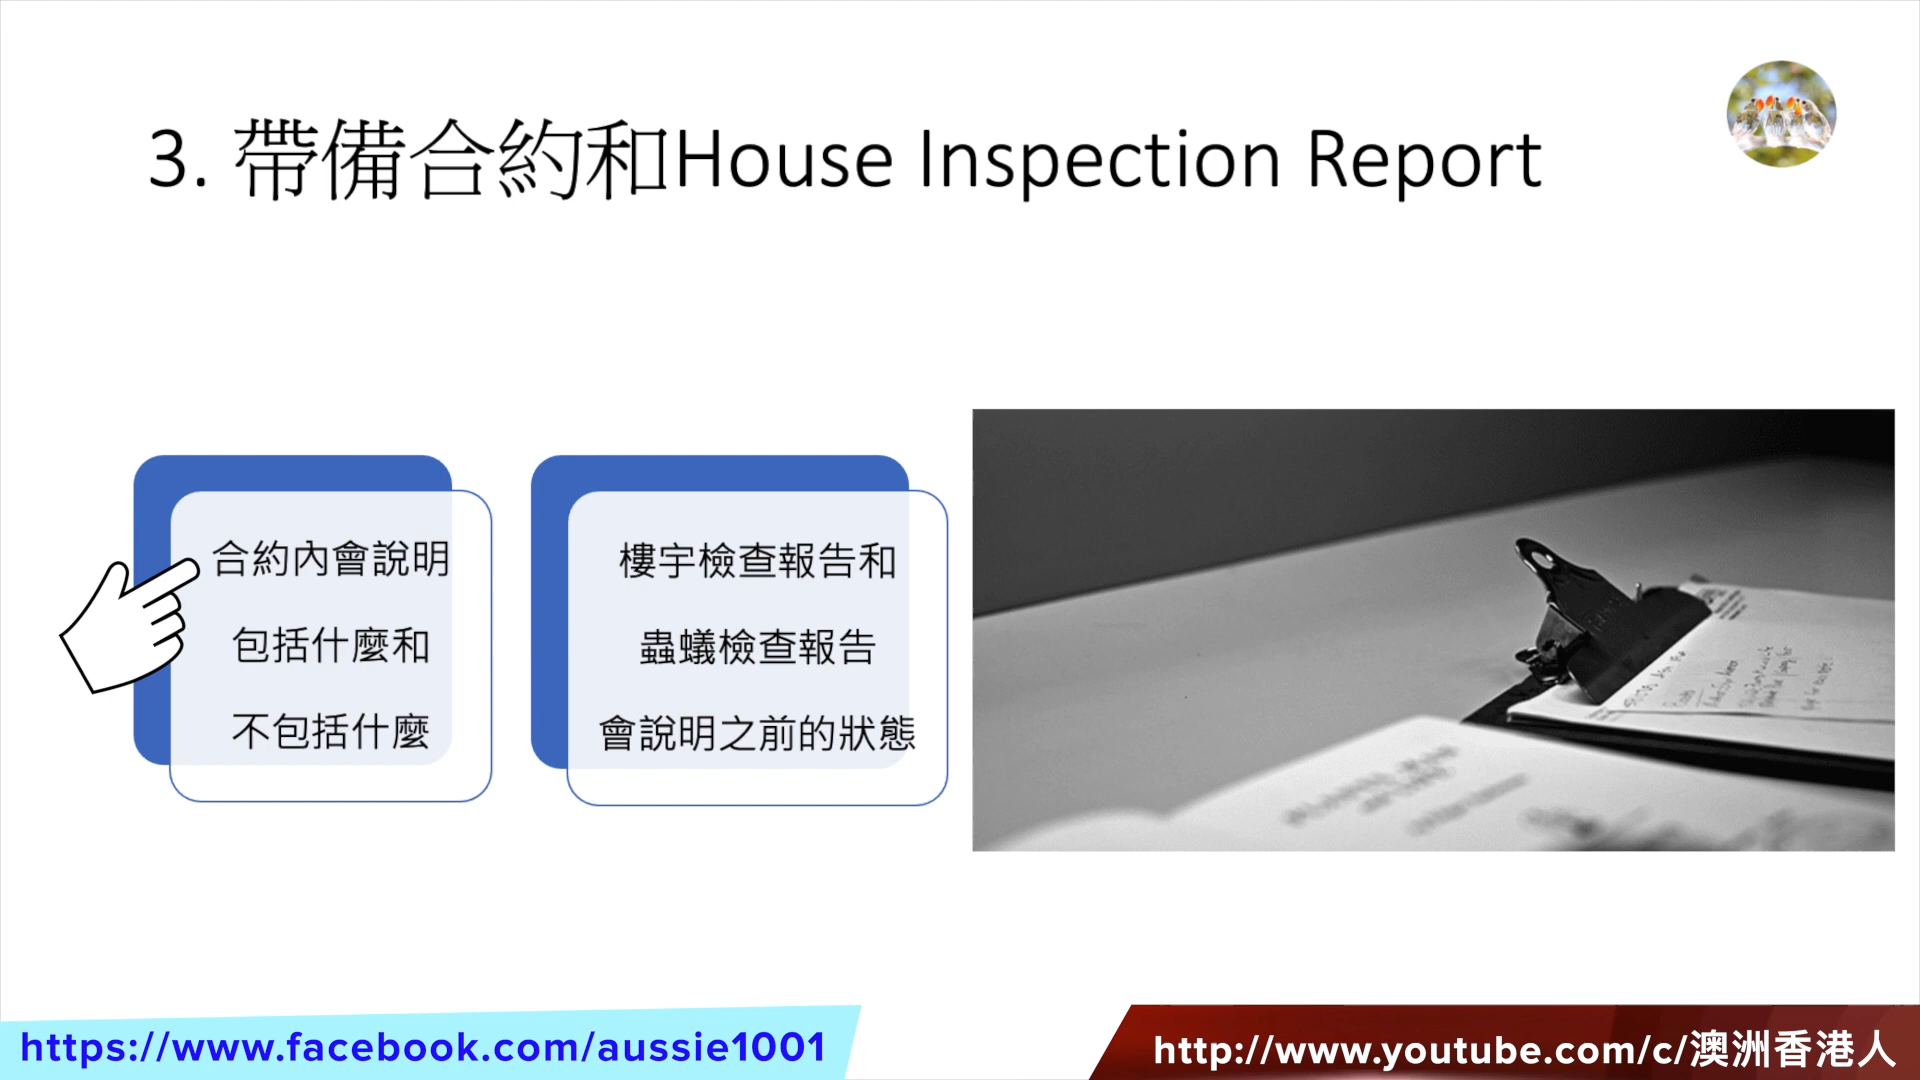 3. 帶備合約和House Inspection Report
合約內會說明
包括什麼和
不包括什麼
樓宇檢查報告和
蟲蟻檢查報告
會說明之前的狀態
https://www.facebook.com/aussie1001
http://www.youtube.com/c/澳洲香港人